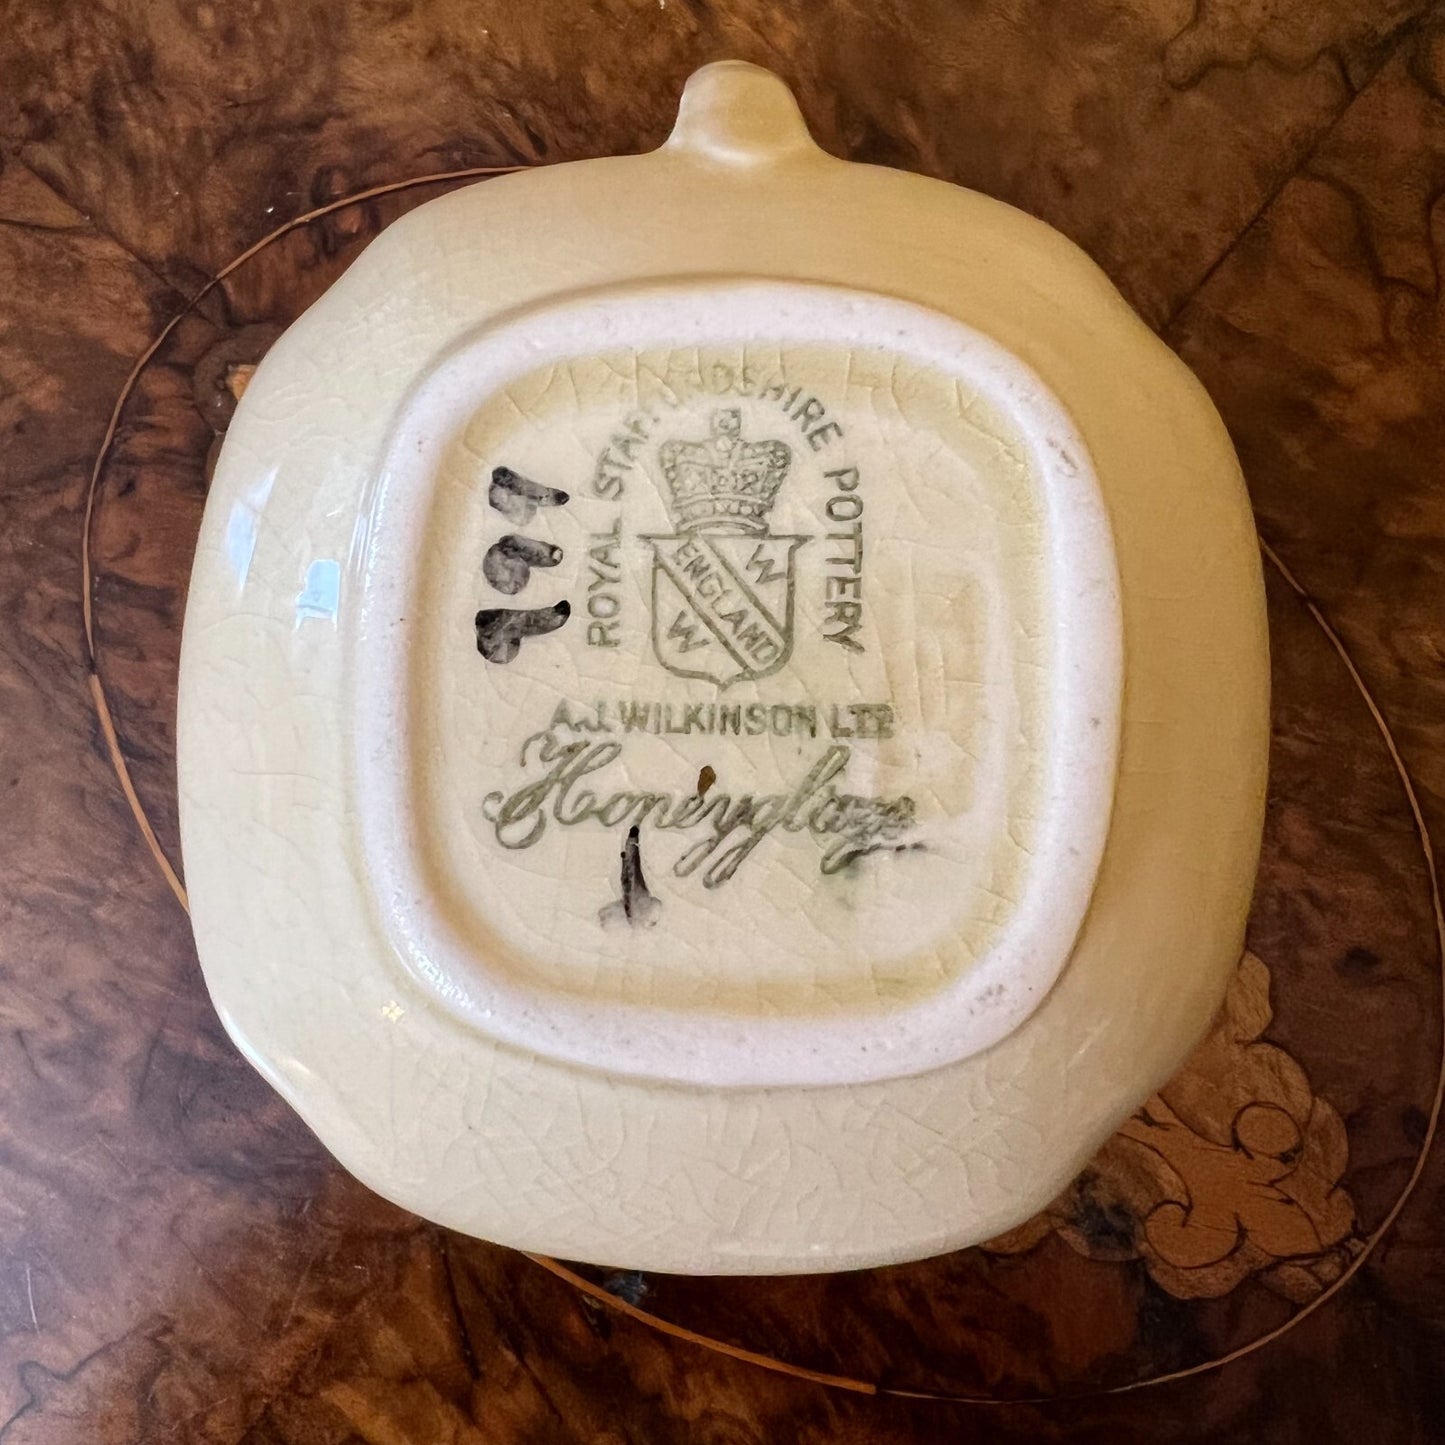 ROYAL STAFFORDSHIRE POTTERY
W ENGLAND W
A.J. WILKINSON LTD
Honeyglaze